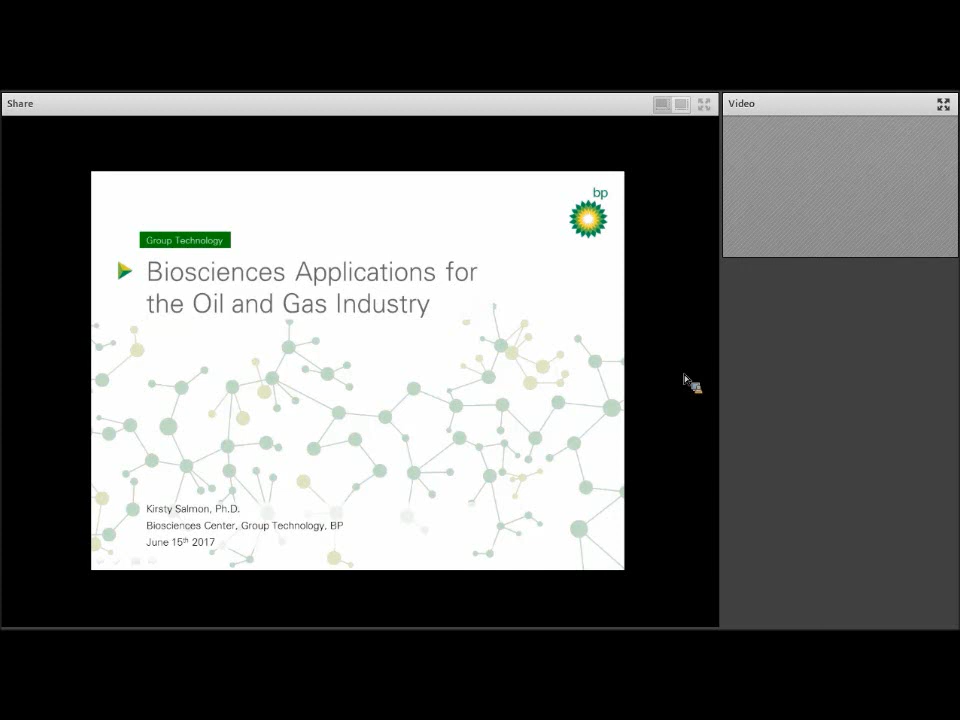 Share
Video
bp
Group Technology
Biosciences Applications for
the Oil and Gas Industry
Kirsty Salmon, Ph.D.
Biosciences Center, Group Technology, BP
June 15th 2017